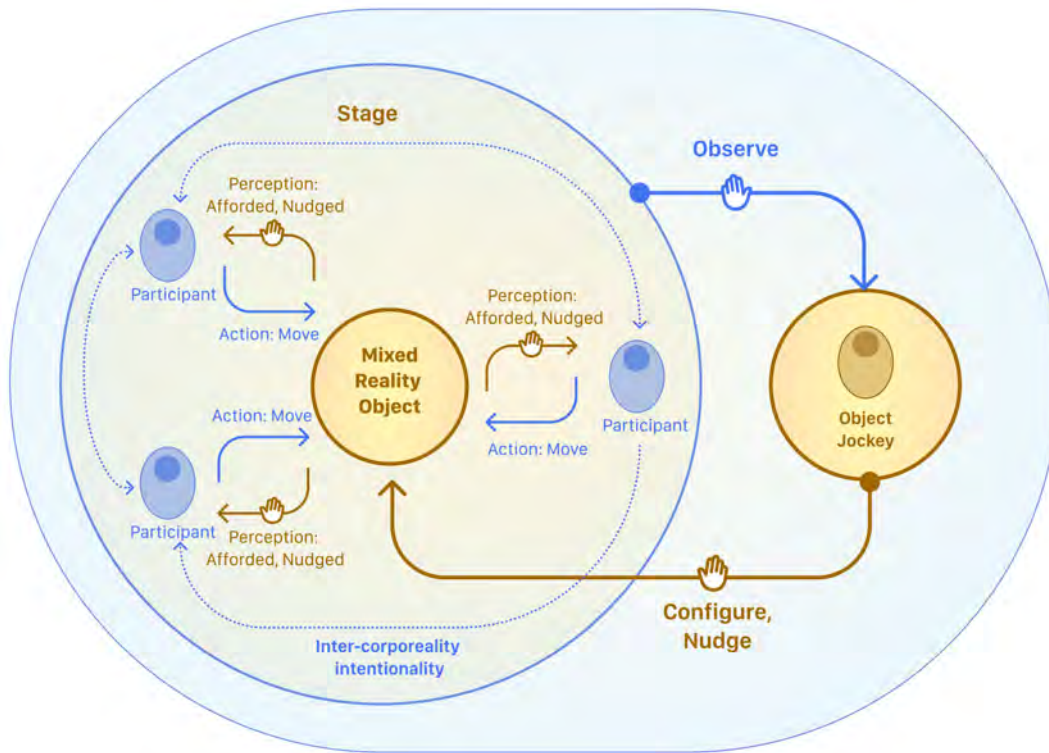 Stage
Observe
Perception:
Afforded, Nudged
Participant
Action: Move
Perception:
Afforded, Nudged
Mixed
Reality
Object
Action: Move
Participant
Object
Jockey
Action: Move
Participant
Perception:
Afforded, Nudged
Configure,
Nudge
Inter-corporeality
intentionality